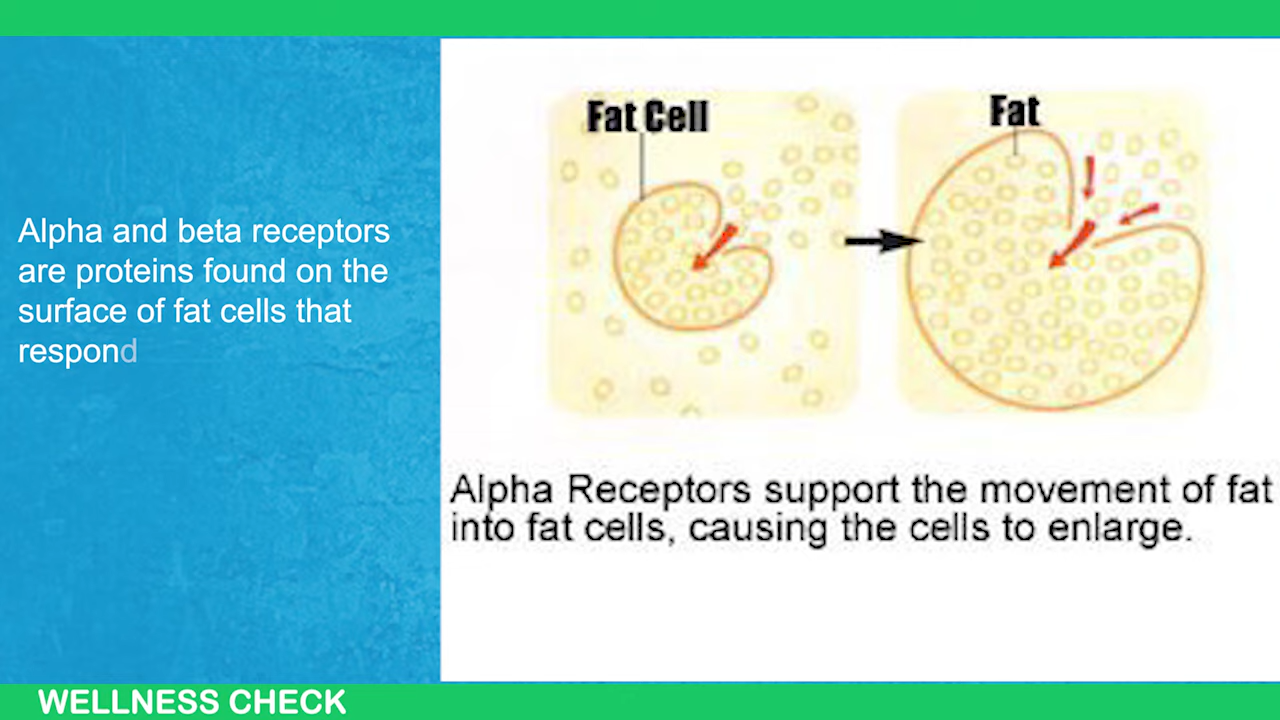 Alpha and beta receptors
are proteins found on the
surface of fat cells that
respond
Fat Cell
Fat
Alpha Receptors support the movement of fat
into fat cells, causing the cells to enlarge.
WELLNESS CHECK